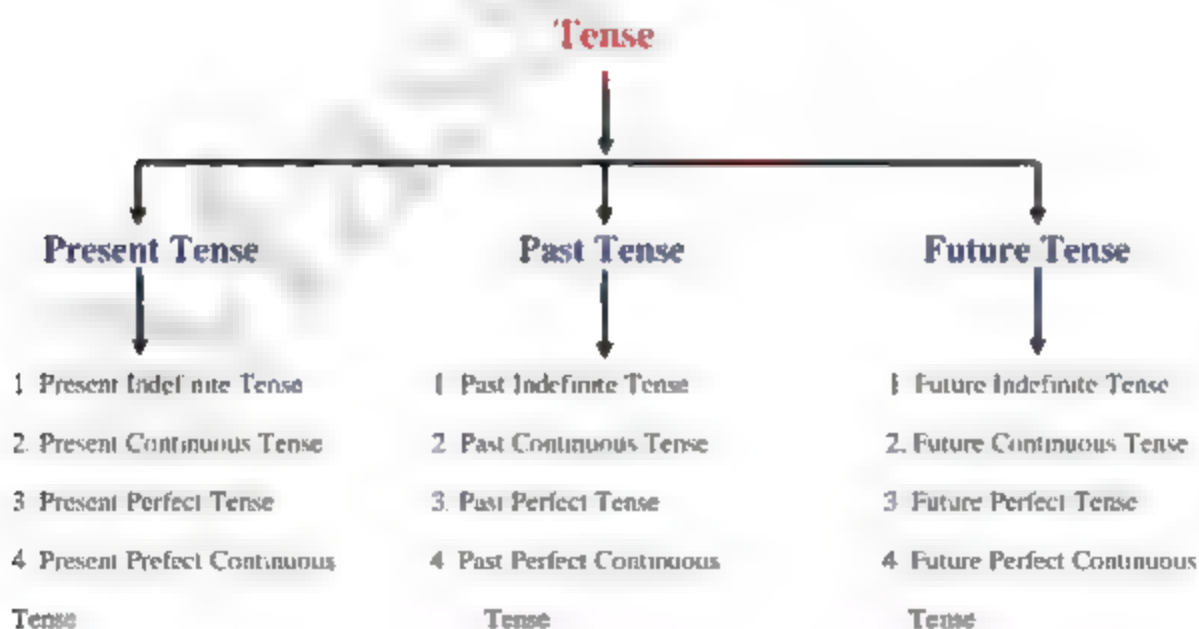 Tense
Present Tense
Past Tense
Future Tense
1 Present Indefinite Tense
2. Present Continuous Tense
3 Present Perfect Tense
4 Present Prefect Continuous
Tense
1 Past Indefinite Tense
2 Past Continuous Tense
3. Past Perfect Tense
4 Past Perfect Continuous
Tense
1 Future Indefinite Tense
2. Future Continuous Tense
3 Future Perfect Tense
4 Future Perfect Continuous
Tense